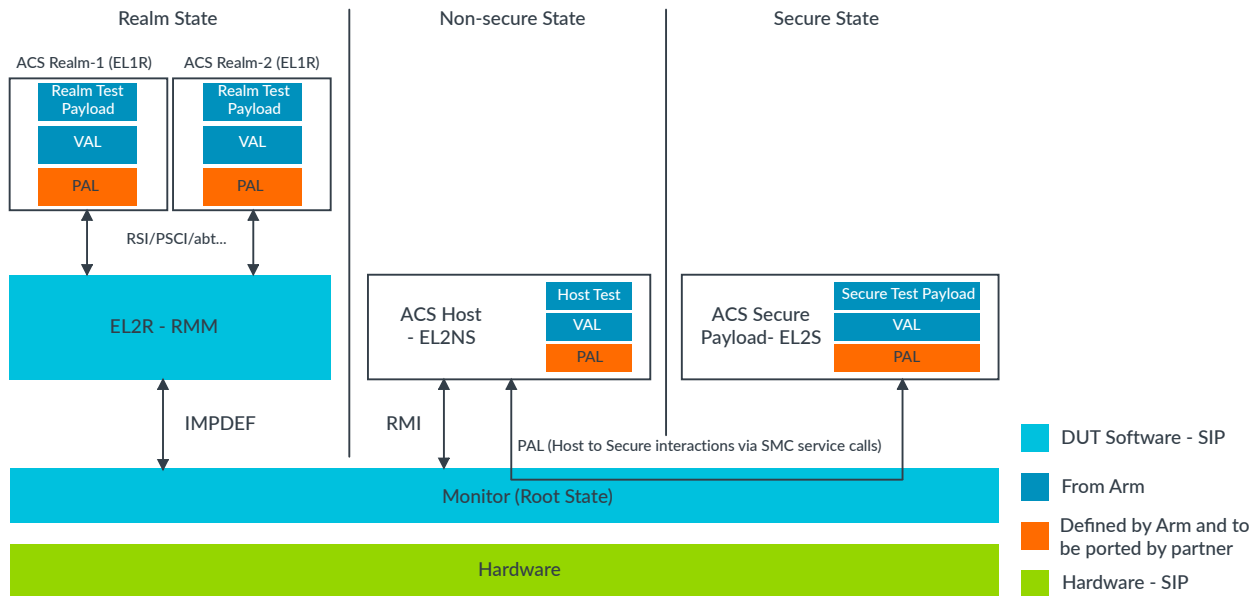 Realm State
Non-secure State
Secure State
ACS Realm-1 (EL1R)
ACS Realm-2 (EL1R)
Realm Test
Payload
VAL
PAL
Realm Test
Payload
VAL
PAL
RSI/PSCI/abt...
EL2R - RMM
ACS Host
- EL2NS
Host Test
VAL
PAL
ACS Secure
Payload- EL2S
Secure Test Payload
VAL
PAL
IMPDEF
RMI
PAL (Host to Secure interactions via SMC service calls)
Monitor (Root State)
Hardware
DUT Software - SIP
From Arm
Defined by Arm and to
be ported by partner
Hardware - SIP